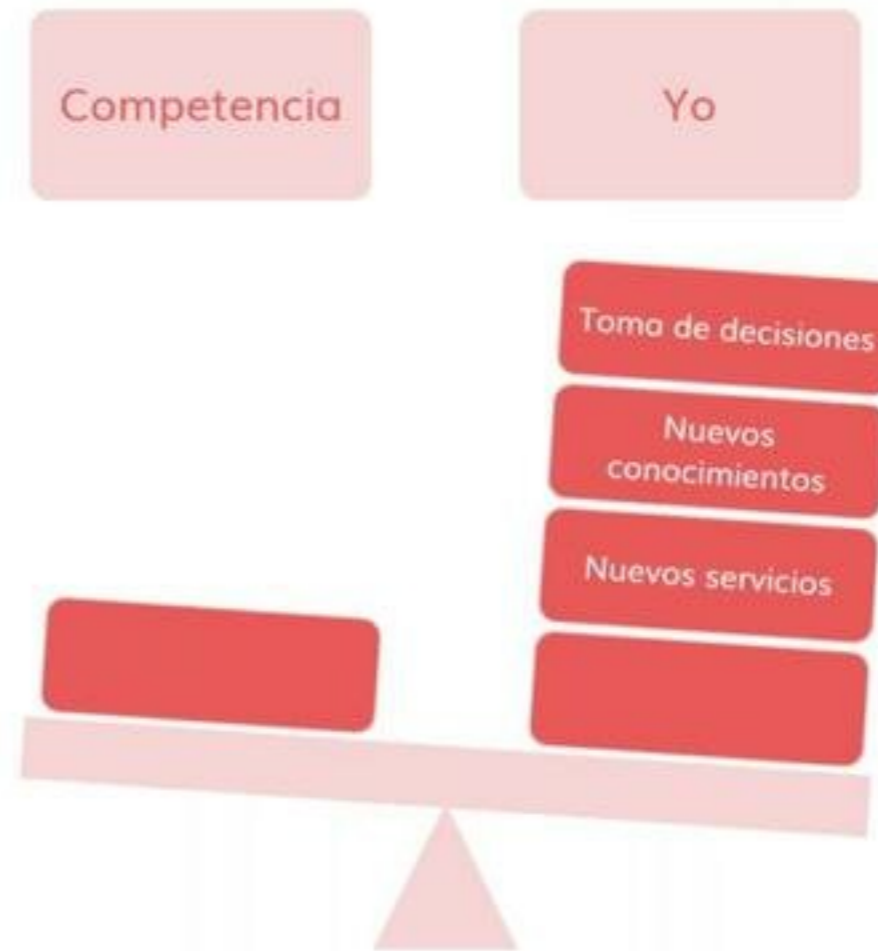 Competencia
Yo
Toma de decisiones
Nuevos
conocimientos
Nuevos servicios